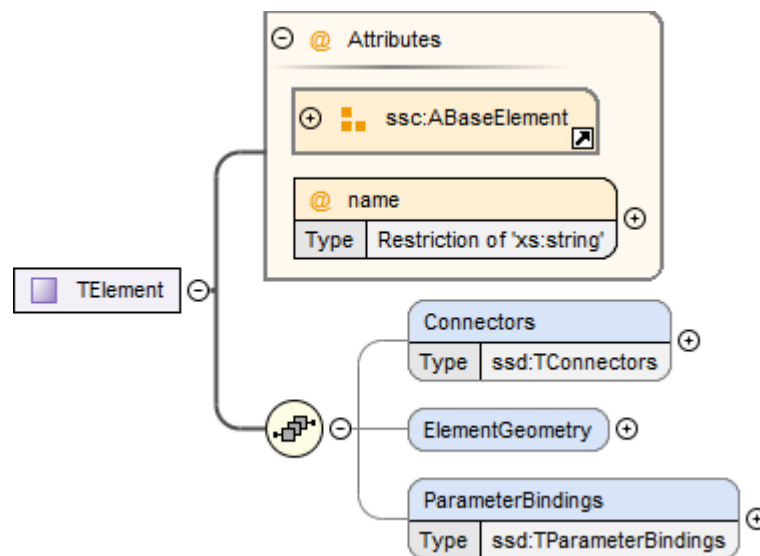 @ Attributes
ssc:ABaseElement
@ name
Type Restriction of 'xs:string'
TElement
Connectors
Type ssd:TConnectors
ElementGeometry
ParameterBindings
Type ssd:TParameterBindings